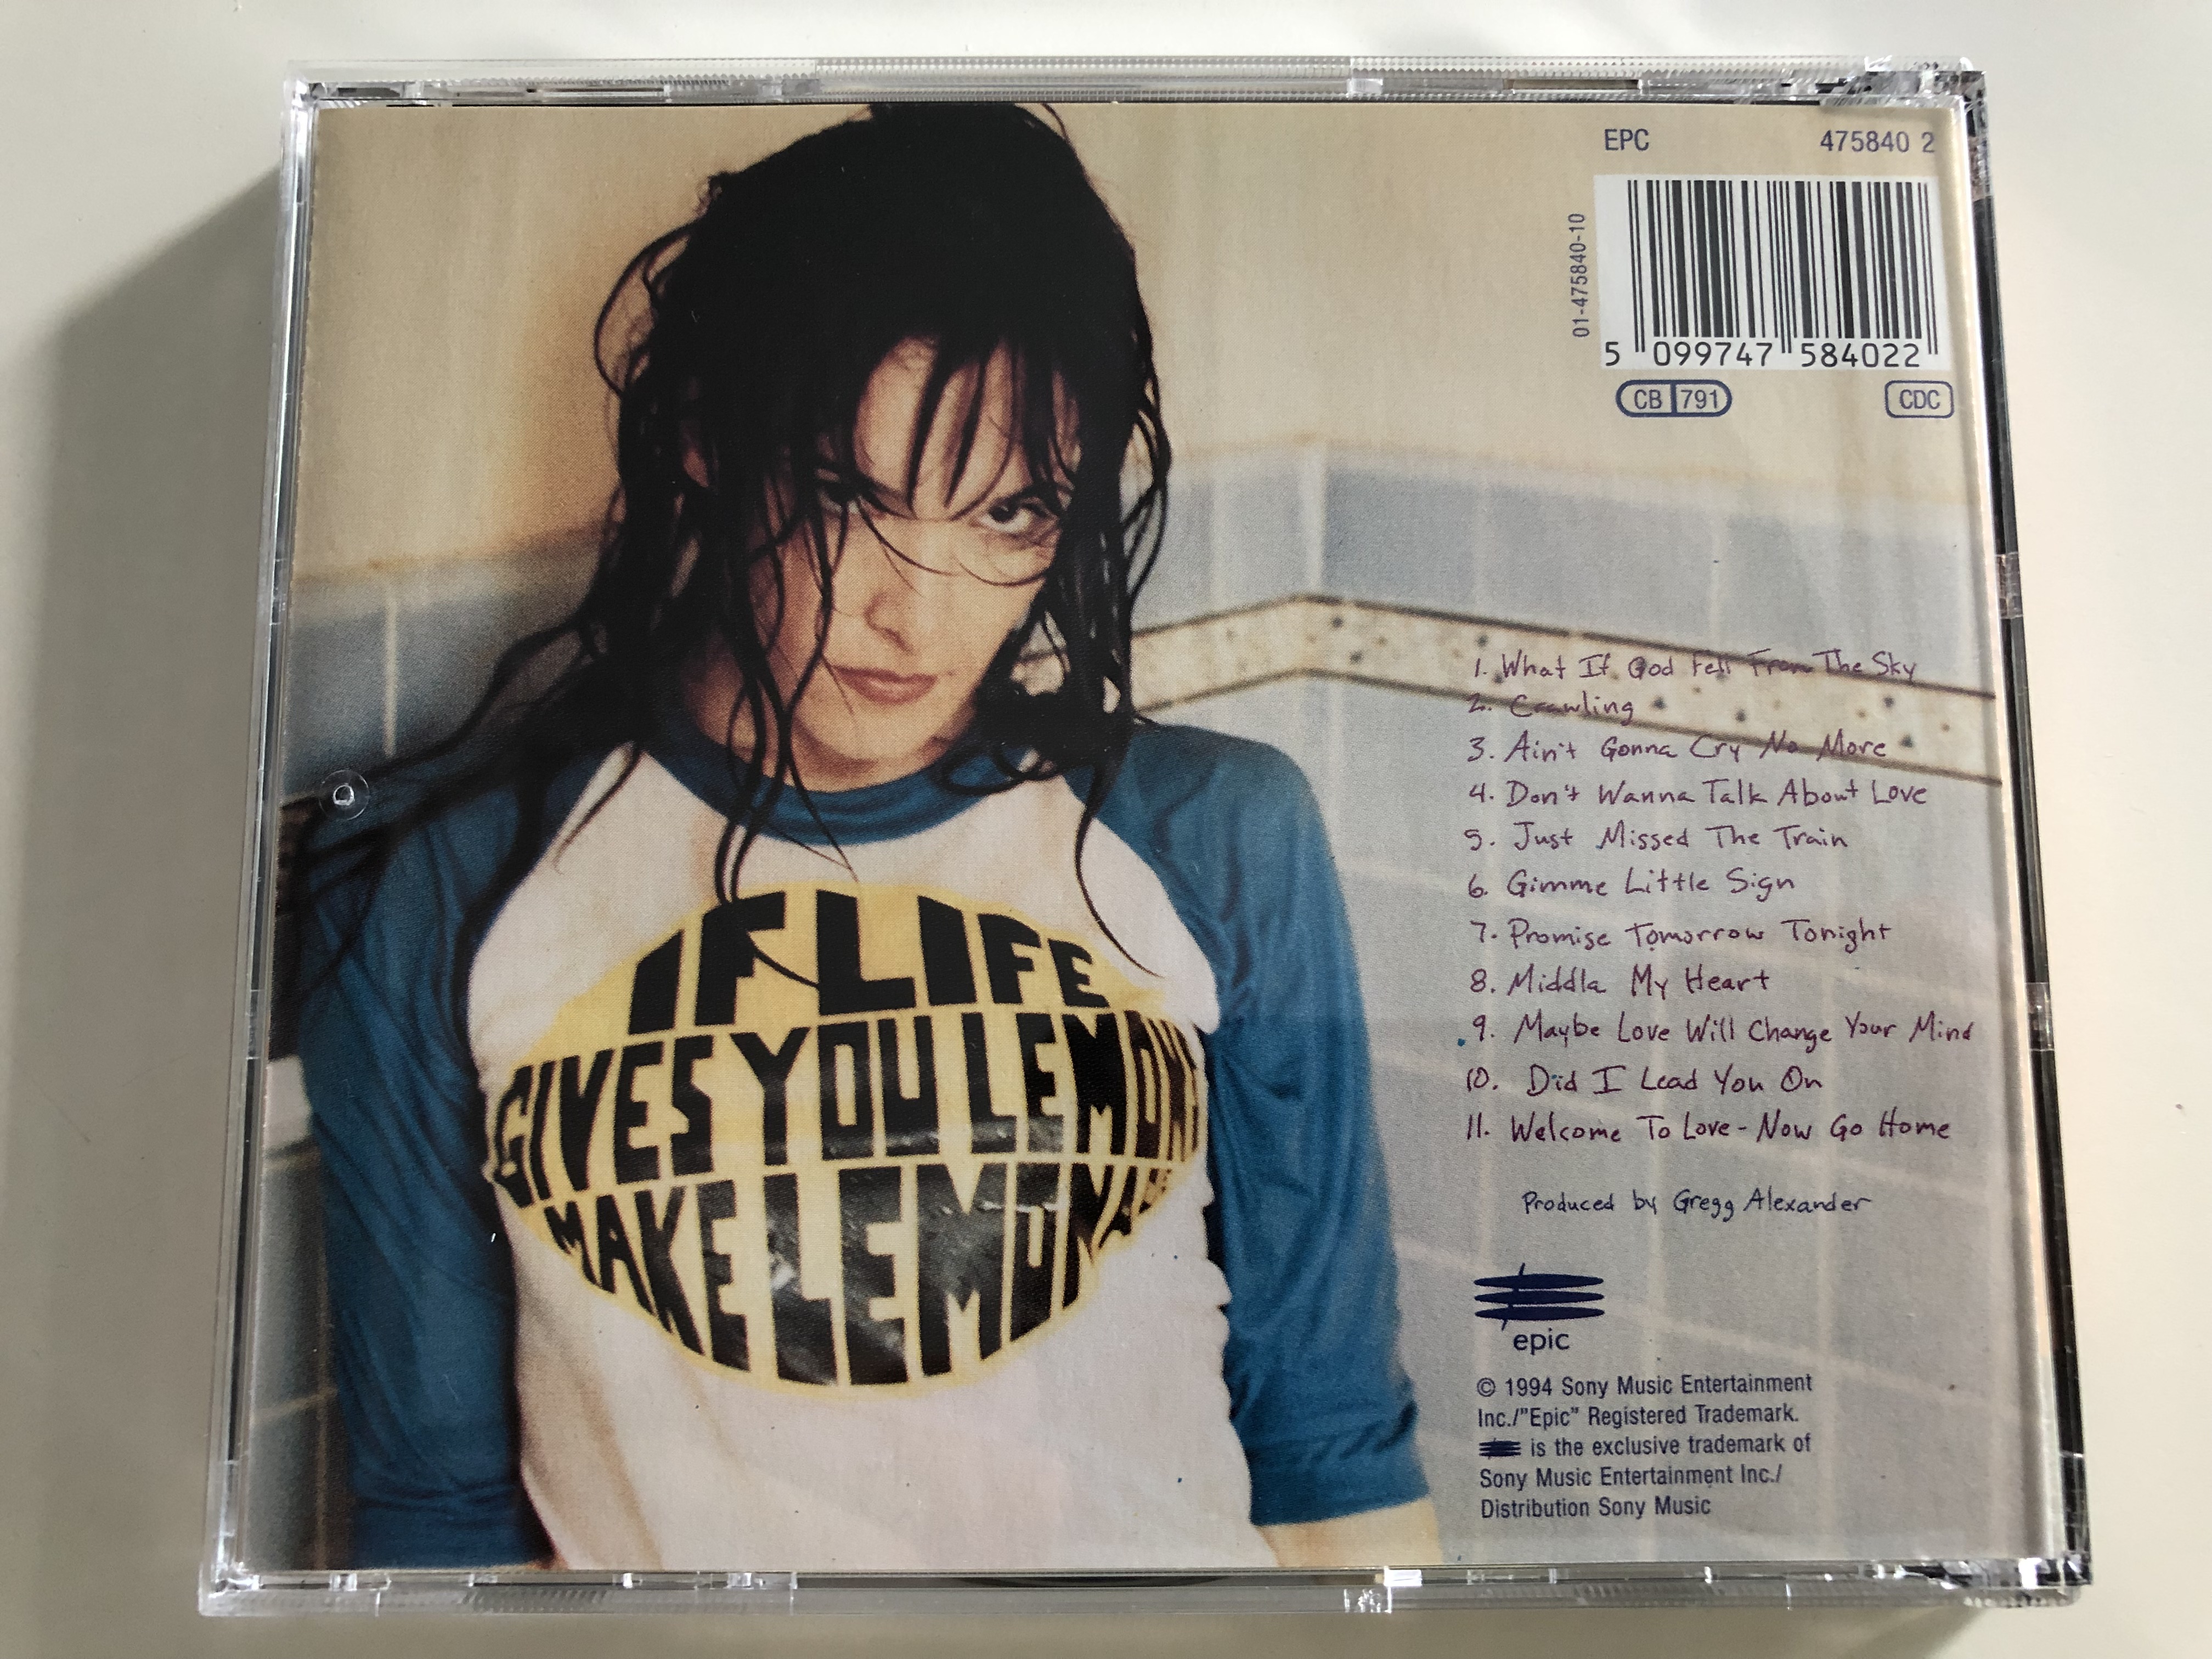 EPC 475840 2
01-475840-10
5 099747 584022
CB 791 CDC
IF LIFE
GIVES YOU LEMONS
MAKE LEMONADE
1. What If God Fell From The Sky
2. Crawling
3. Ain't Gonna Cry No More
4. Don't Wanna Talk About Love
5. Just Missed The Train
6. Gimme Little Sign
7. Promise Tomorrow Tonight
8. Middla My Heart
9. Maybe Love Will Change Your Mind
10. Did I Lead You On
11. Welcome To Love - Now Go Home
Produced by Gregg Alexander
epic
© 1994 Sony Music Entertainment
Inc./"Epic" Registered Trademark.
is the exclusive trademark of
Sony Music Entertainment Inc./
Distribution Sony Music